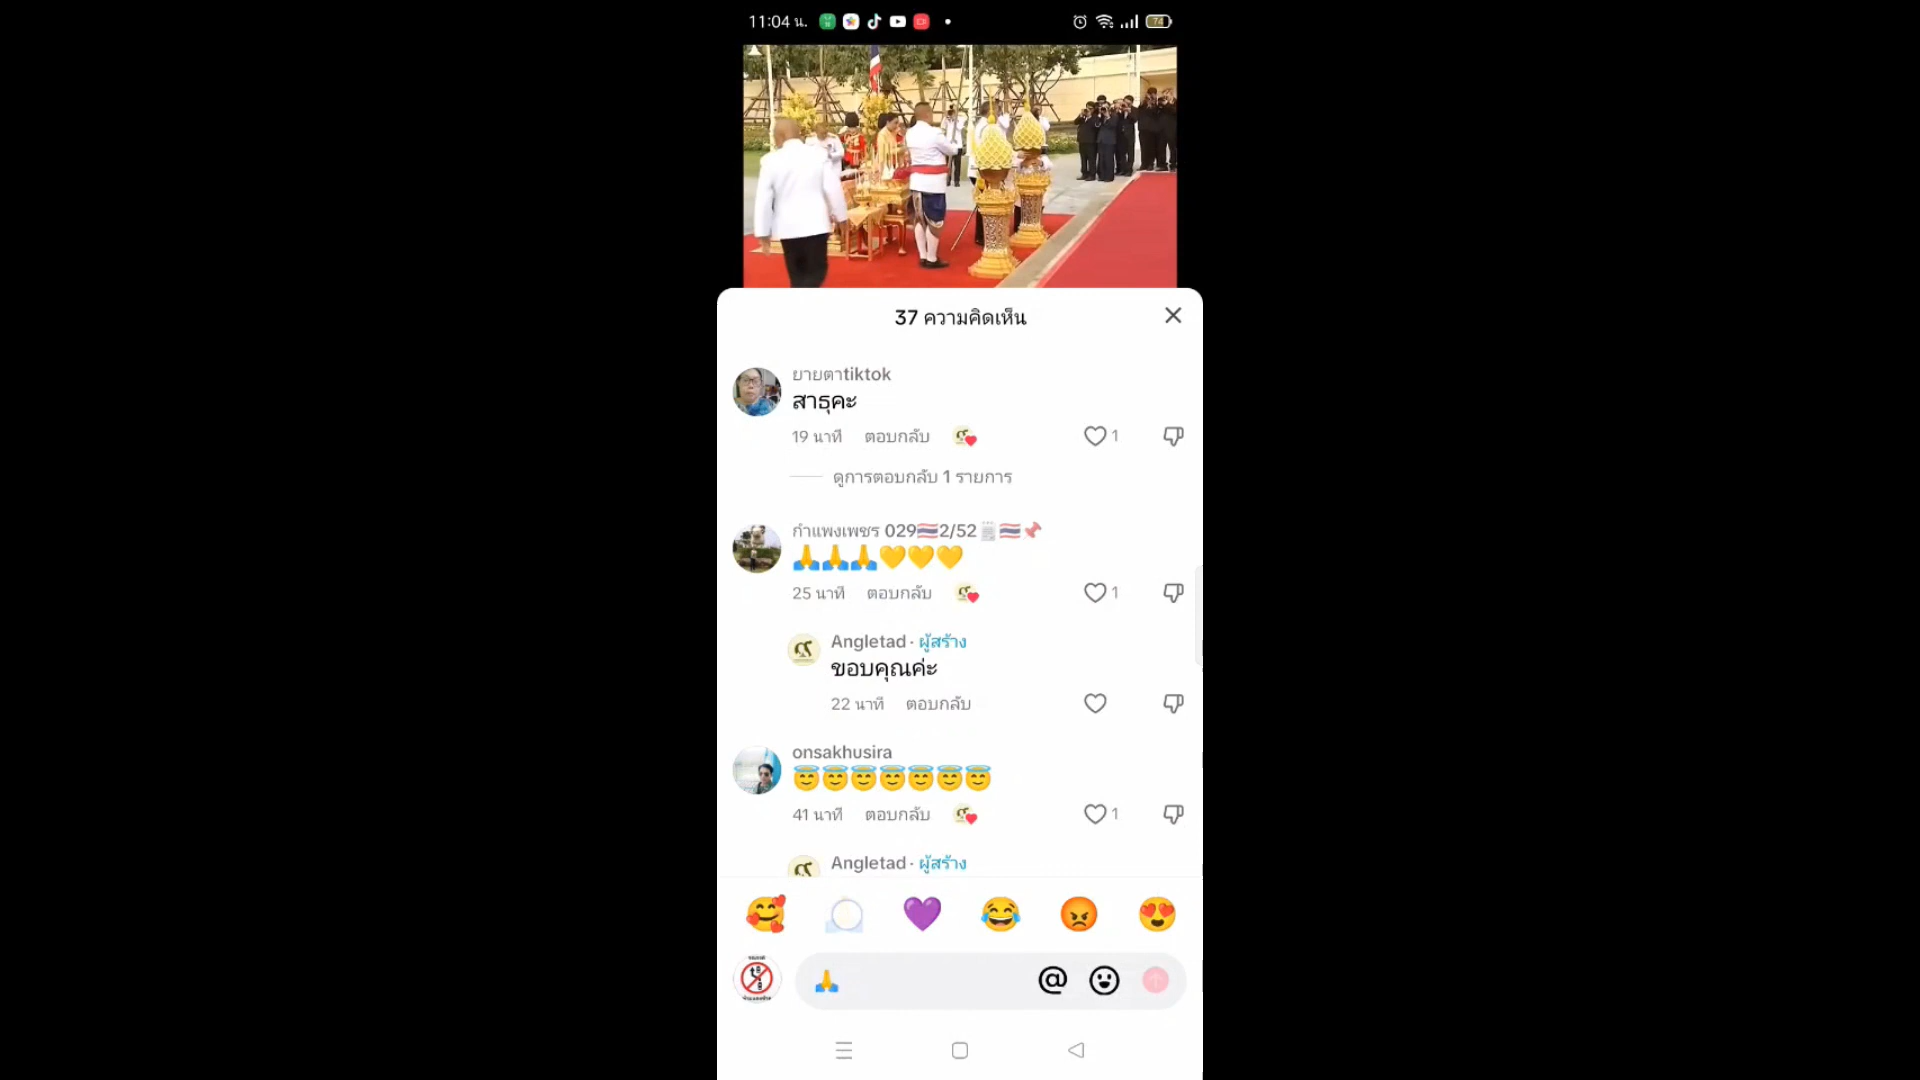 11:04 น.
74
37 ความคิดเห็น
ยายตาtiktok
สาธุคะ
19 นาที ตอบกลับ 1
ดูการตอบกลับ 1 รายการ
กำแพงเพชร 029🇹🇭2/52🗒️🇹🇭📌
🙏🙏🙏💛💛💛
25 นาที ตอบกลับ 1
Angletad · ผู้สร้าง
ขอบคุณค่ะ
22 นาที ตอบกลับ
onsakhusira
😇😇😇😇😇😇😇
41 นาที ตอบกลับ 1
Angletad · ผู้สร้าง
🙏 @